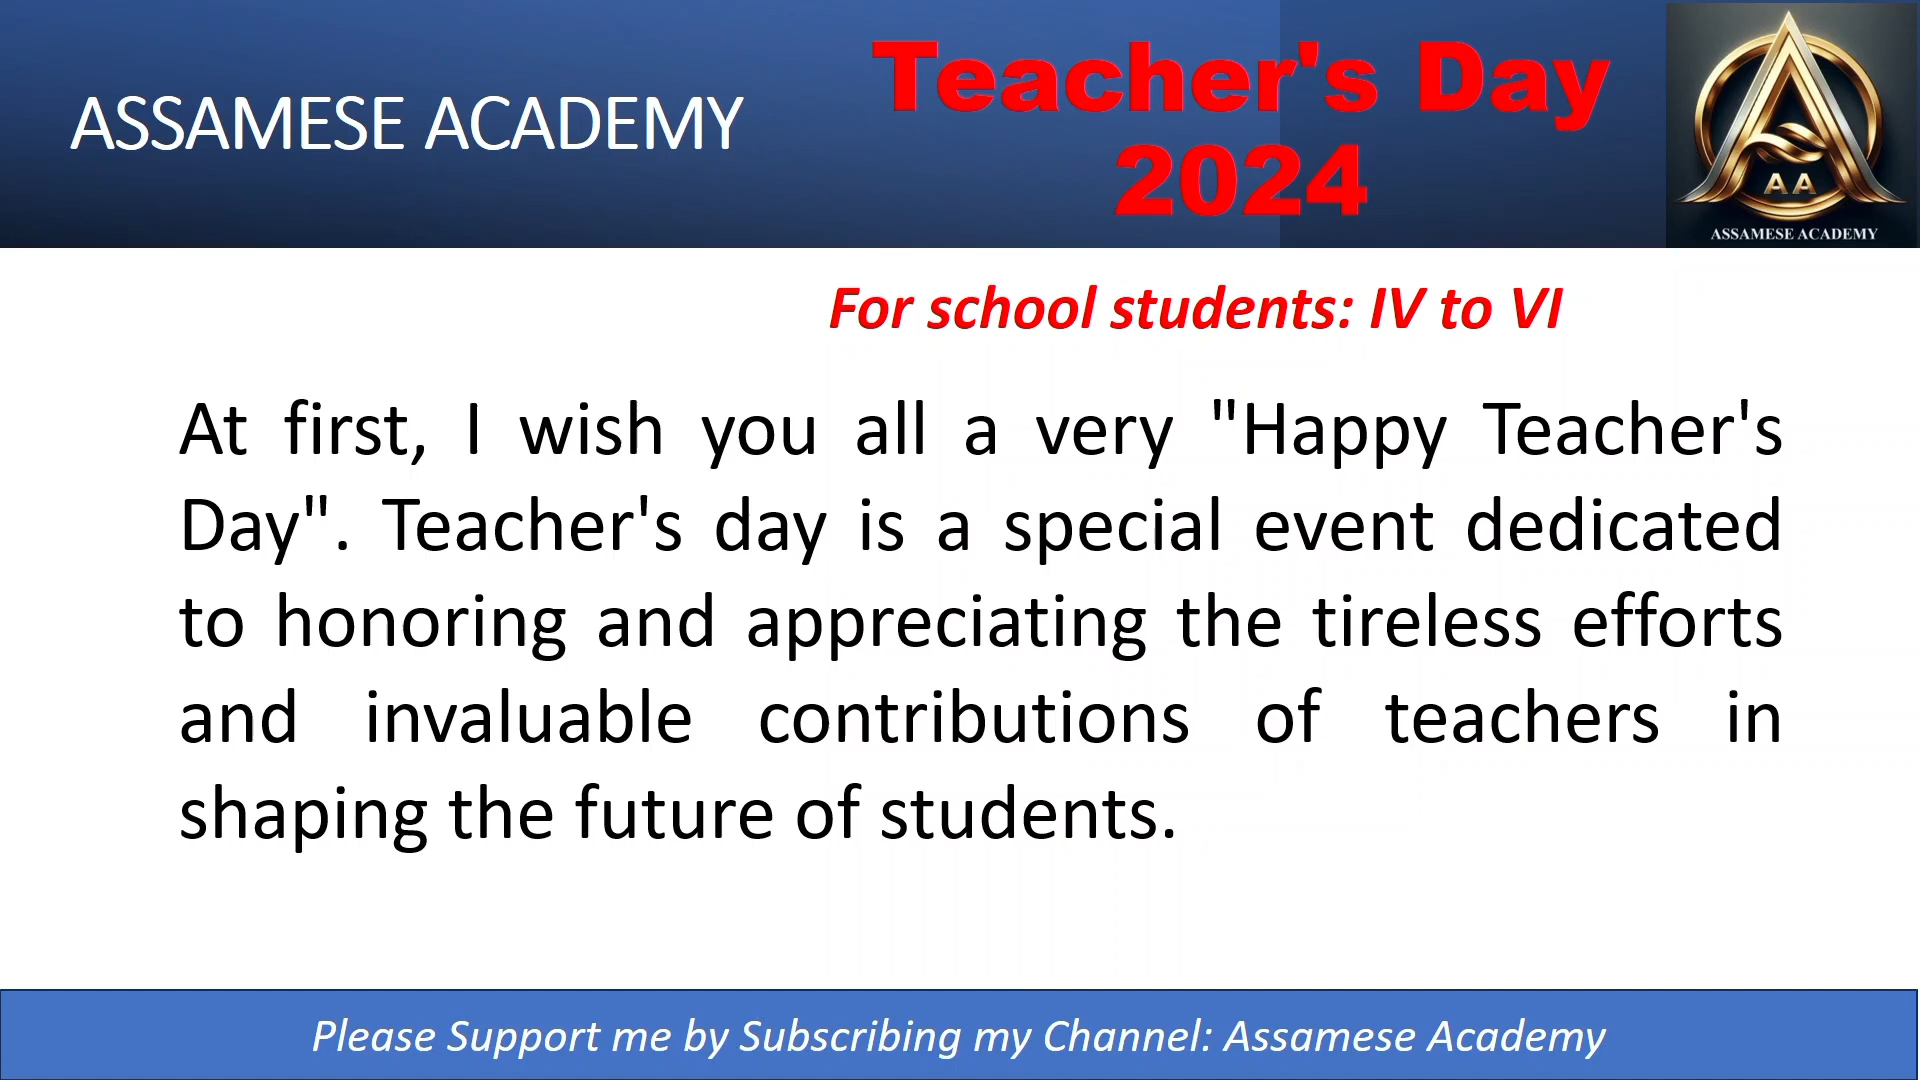 ASSAMESE ACADEMY
Teacher's Day
2024
AA
ASSAMESE ACADEMY
For school students: IV to VI
At first, I wish you all a very "Happy Teacher's
Day". Teacher's day is a special event dedicated
to honoring and appreciating the tireless efforts
and invaluable contributions of teachers in
shaping the future of students.
Please Support me by Subscribing my Channel: Assamese Academy